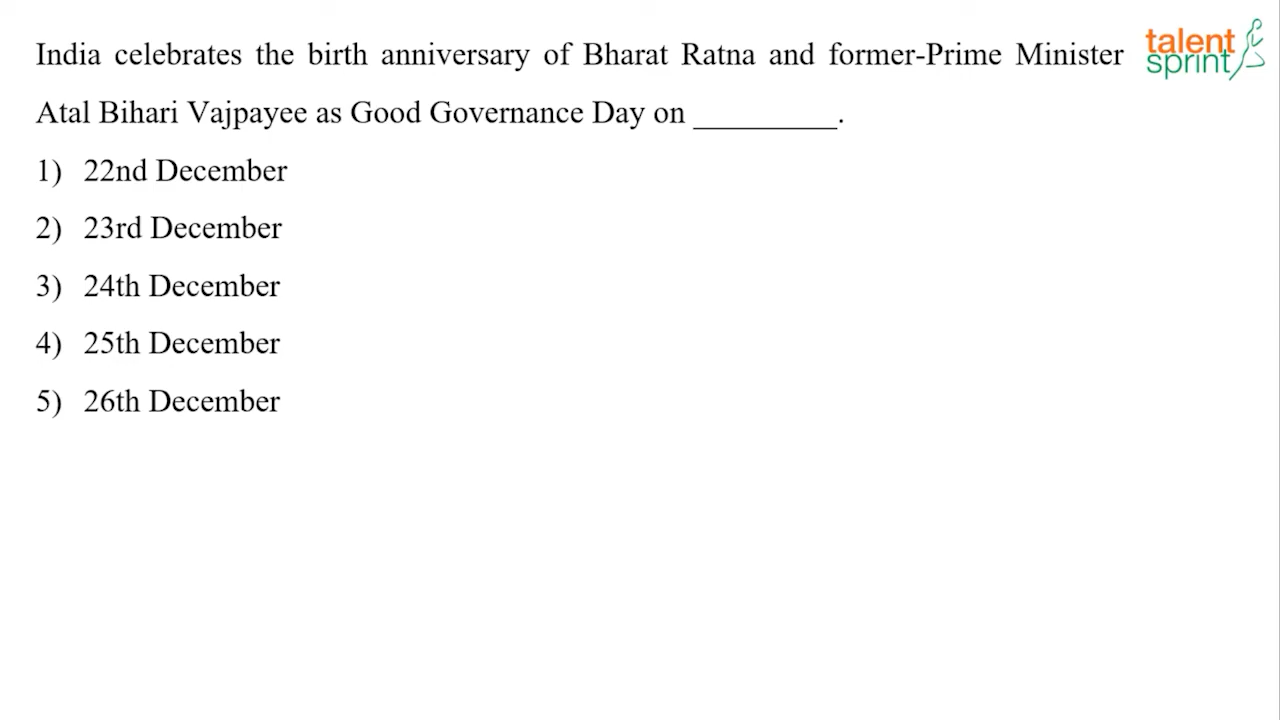 India celebrates the birth anniversary of Bharat Ratna and former-Prime Minister
Atal Bihari Vajpayee as Good Governance Day on _________.
1) 22nd December
2) 23rd December
3) 24th December
4) 25th December
5) 26th December
talent
sprint